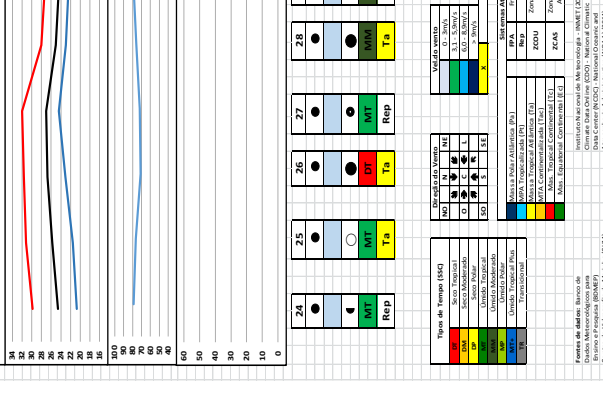 34 32 30 28 26 24 22 20 18 16
100 90 80 70 60 50 40
60 50 40 30 20 10 0
24 MT Rep
25 MT Ta
26 DT Ta
27 MT Rep
28 MM Ta
Tipos de Tempo (SSC)
DT Seco Tropical
DM Seco Moderado
DP Seco Polar
MT Úmido Tropical
MM Úmido Moderado
MP Úmido Polar
MT+ Úmido Tropical Plus
TR Transicional
Direção do Vento
NO N NE
O C L
SO S SE
Vel.do vento
0 - 3m/s
3,1 - 5,9m/s
6,0 - 8,9m/s
> 9m/s
x
Massa Polar Atlântica (Pa)
MPA Tropicalizada (Pt)
Massa Tropical Atlântica (Ta)
MTA Continentalizada (Tac)
Mas. Tropical Continental (Tc)
Mas. Equatorial Continental (Ec)
Sistemas
FPA
Rep
ZCOU
ZCAS
Fontes de dados: Banco de
Dados Meteorológicos para
Ensino e Pesquisa (BDMEP)
Instituto Nacional de Meteorologia - INMET
Climate Data Online (CDO) - National Climatic
Data Center (NCDC) - National Oceanic and